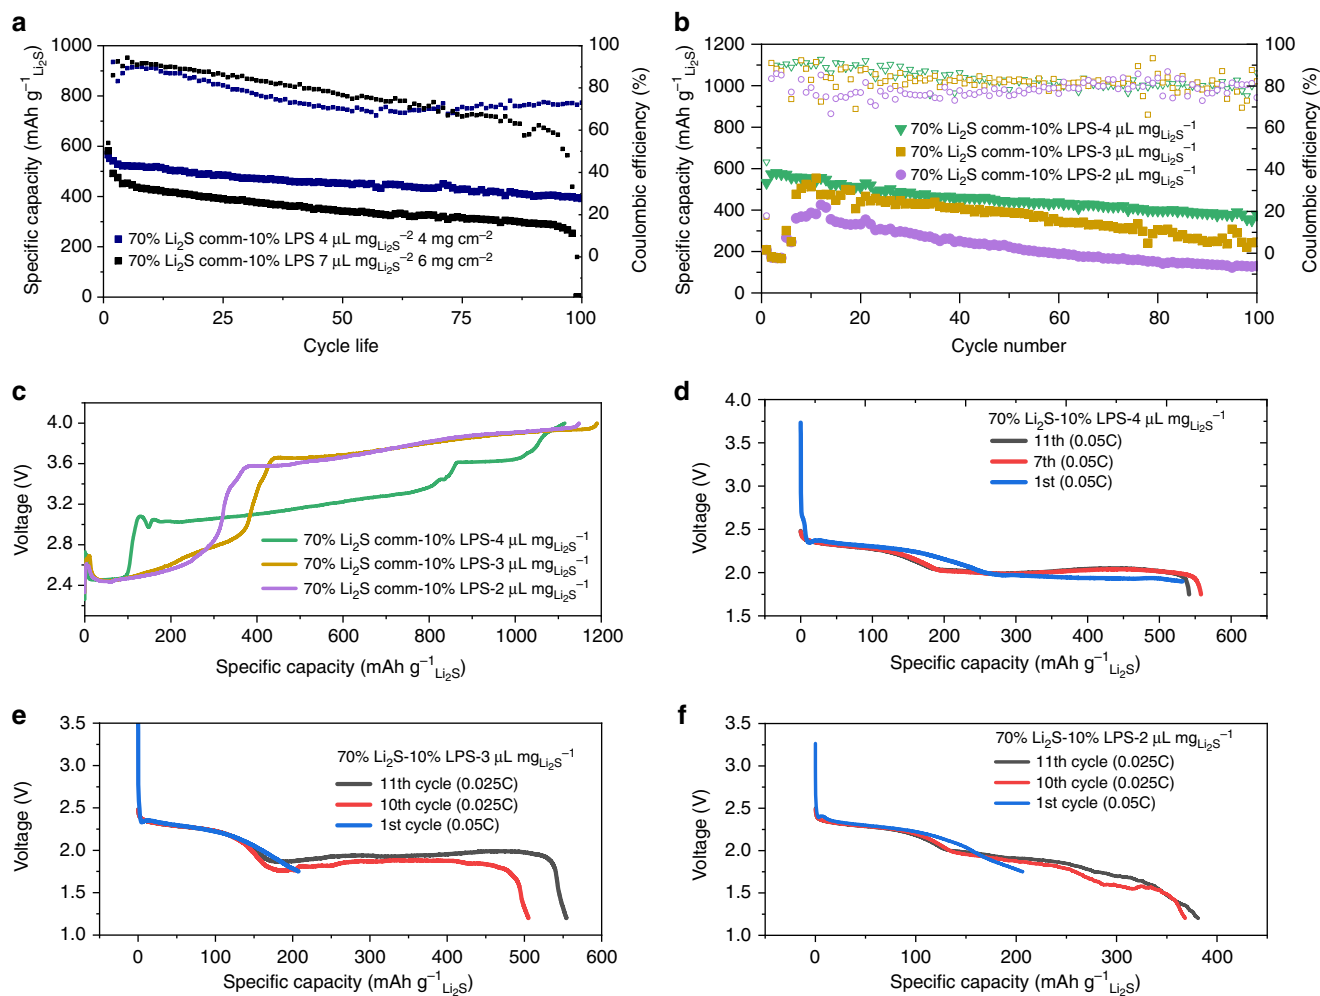 a
1000
800
600
400
200
0
0
25
50
75
100
100
80
60
40
20
0
Specific capacity (mAh g⁻¹Li₂S)
Coulombic efficiency (%)
Cycle life
70% Li₂S comm-10% LPS 4 μL mgLi₂S⁻² 4 mg cm⁻²
70% Li₂S comm-10% LPS 7 μL mgLi₂S⁻² 6 mg cm⁻²
b
1200
1000
800
600
400
200
0
0
20
40
60
80
100
100
80
60
40
20
0
Specific capacity (mAh g⁻¹Li₂S)
Coulombic efficiency (%)
Cycle number
70% Li₂S comm-10% LPS-4 μL mgLi₂S⁻¹
70% Li₂S comm-10% LPS-3 μL mgLi₂S⁻¹
70% Li₂S comm-10% LPS-2 μL mgLi₂S⁻¹
c
4.0
3.6
3.2
2.8
2.4
0
200
400
600
800
1000
1200
Voltage (V)
Specific capacity (mAh g⁻¹Li₂S)
70% Li₂S comm-10% LPS-4 μL mgLi₂S⁻¹
70% Li₂S comm-10% LPS-3 μL mgLi₂S⁻¹
70% Li₂S comm-10% LPS-2 μL mgLi₂S⁻¹
d
4.0
3.5
3.0
2.5
2.0
1.5
0
100
200
300
400
500
600
Voltage (V)
Specific capacity (mAh g⁻¹Li₂S)
70% Li₂S-10% LPS-4 μL mgLi₂S⁻¹
11th (0.05C)
7th (0.05C)
1st (0.05C)
e
3.5
3.0
2.5
2.0
1.5
1.0
0
100
200
300
400
500
600
Voltage (V)
Specific capacity (mAh g⁻¹Li₂S)
70% Li₂S-10% LPS-3 μL mgLi₂S⁻¹
11th cycle (0.025C)
10th cycle (0.025C)
1st cycle (0.05C)
f
3.5
3.0
2.5
2.0
1.5
1.0
0
100
200
300
400
Voltage (V)
Specific capacity (mAh g⁻¹Li₂S)
70% Li₂S-10% LPS-2 μL mgLi₂S⁻¹
11th cycle (0.025C)
10th cycle (0.025C)
1st cycle (0.05C)